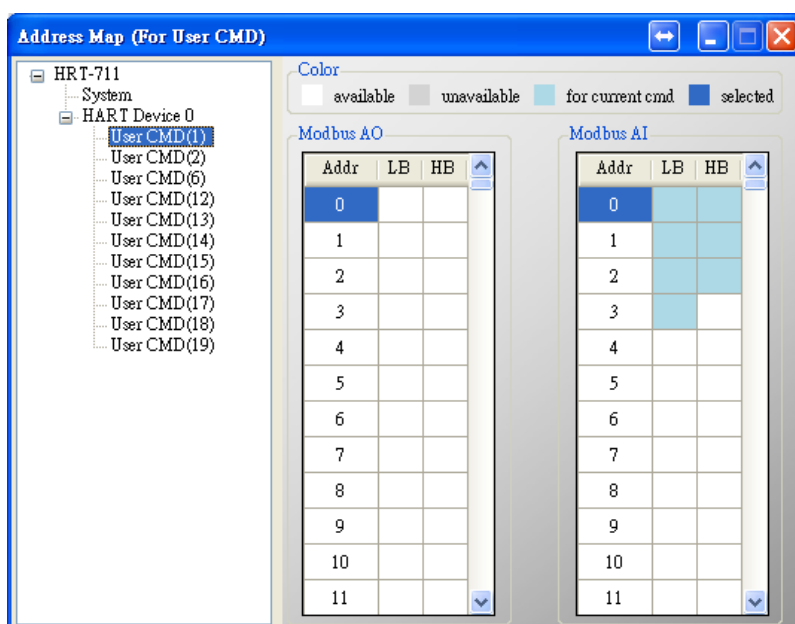 Address Map (For User CMD)
HRT-711
System
HART Device 0
User CMD(1)
User CMD(2)
User CMD(6)
User CMD(12)
User CMD(13)
User CMD(14)
User CMD(15)
User CMD(16)
User CMD(17)
User CMD(18)
User CMD(19)
Color
available unavailable for current cmd selected
Modbus AO
Addr LB HB
0
1
2
3
4
5
6
7
8
9
10
11
Modbus AI
Addr LB HB
0
1
2
3
4
5
6
7
8
9
10
11